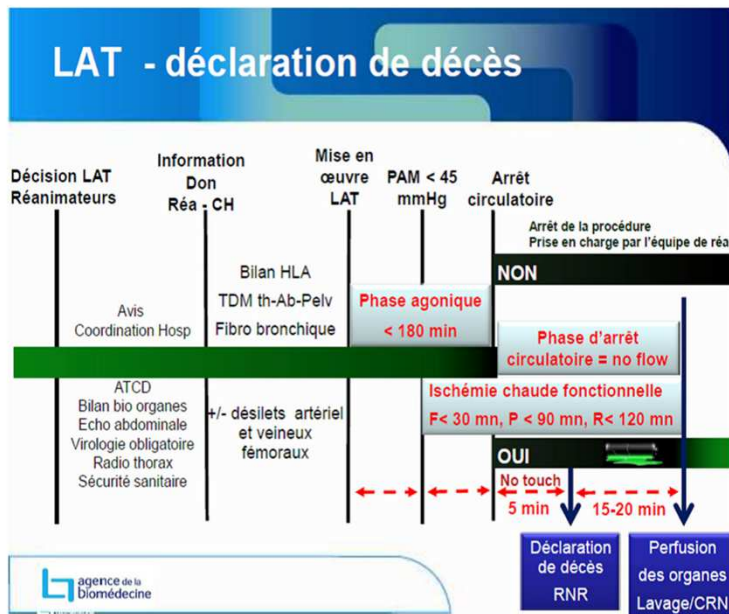 LAT - déclaration de décès
Décision LAT
Réanimateurs
Information
Don
Réa - CH
Mise en
œuvre
LAT
PAM < 45
mmHg
Arrêt
circulatoire
Arrêt de la procédure
Prise en charge par l'équipe de réa
NON
Avis
Coordination Hosp
Bilan HLA
TDM th-Ab-Pelv
Fibro bronchique
Phase agonique
< 180 min
Phase d'arrêt
circulatoire = no flow
ATCD
Bilan bio organes
Echo abdominale
Virologie obligatoire
Radio thorax
Sécurité sanitaire
+/- désilets artériel
et veineux
fémoraux
Ischémie chaude fonctionnelle
F< 30 mn, P < 90 mn, R< 120 mn
OUI
No touch
5 min
15-20 min
Déclaration
de décès
RNR
Perfusion
des organes
Lavage/CRN
agence de la
biomédecine